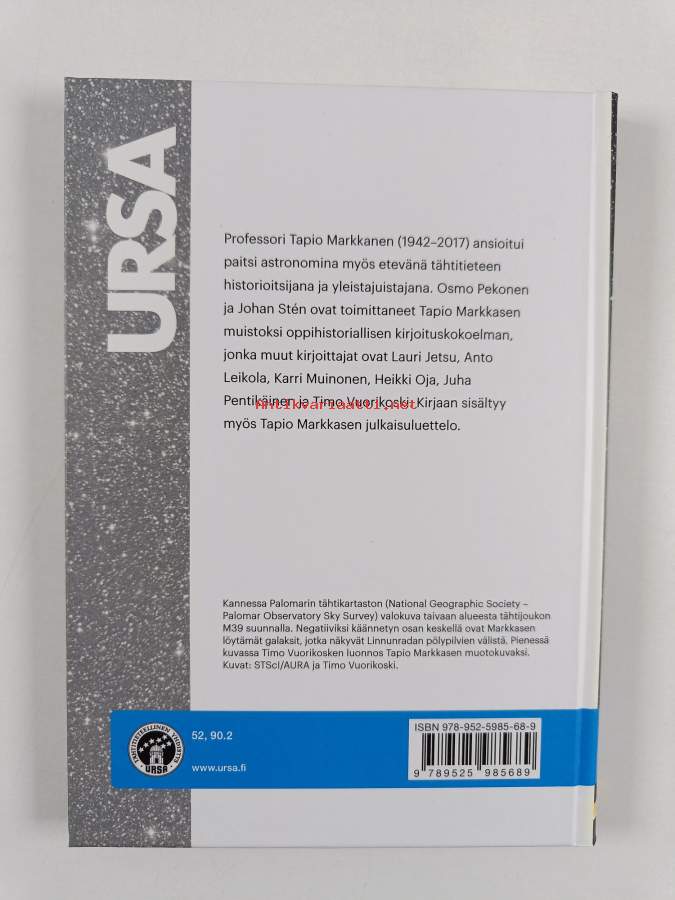 URSA
Professori Tapio Markkanen (1942–2017) ansioitui
paitsi astronomina myös etevänä tähtitieteen
historioitsijana ja yleistajuistajana. Osmo Pekonen
ja Johan Stén ovat toimittaneet Tapio Markkasen
muistoksi oppihistoriallisen kirjoituskokoelman,
jonka muut kirjoittajat ovat Lauri Jetsu, Anto
Leikola, Karri Muinonen, Heikki Oja, Juha
Pentikäinen ja Timo Vuorikoski. Kirjaan sisältyy
Antikvariaatti.net
myös Tapio Markkasen julkaisuluettelo.
Kannessa Palomarin tähtikartaston (National Geographic Society –
Palomar Observatory Sky Survey) valokuva taivaan alueesta tähtijoukon
M39 suunnalla. Negatiiviksi käännetyn osan keskellä ovat Markkasen
löytämät galaksit, jotka näkyvät Linnunradan pölypilvien välistä. Pienessä
kuvassa Timo Vuorikosken luonnos Tapio Markkasen muotokuvaksi.
Kuvat: STScI/AURA ja Timo Vuorikoski.
TÄHTITIETEELLINEN YHDISTYS
URSA
52, 90.2
www.ursa.fi
ISBN 978-952-5985-68-9
9 789525 985689